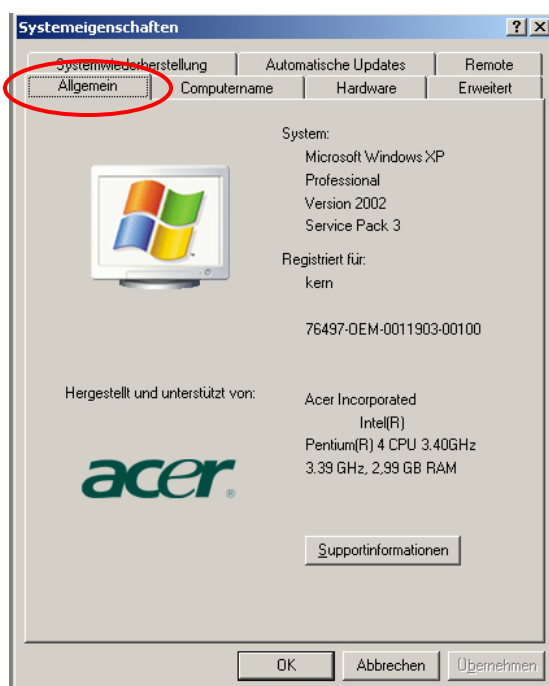 Systemeigenschaften
Systemwiederherstellung Automatische Updates Remote
Allgemein Computername Hardware Erweitert
System:
Microsoft Windows XP
Professional
Version 2002
Service Pack 3
Registriert für:
kern
76497-OEM-0011903-00100
Hergestellt und unterstützt von:
Acer Incorporated
Intel(R)
Pentium(R) 4 CPU 3.40GHz
3.39 GHz, 2,99 GB RAM
acer
Supportinformationen
OK Abbrechen Übernehmen